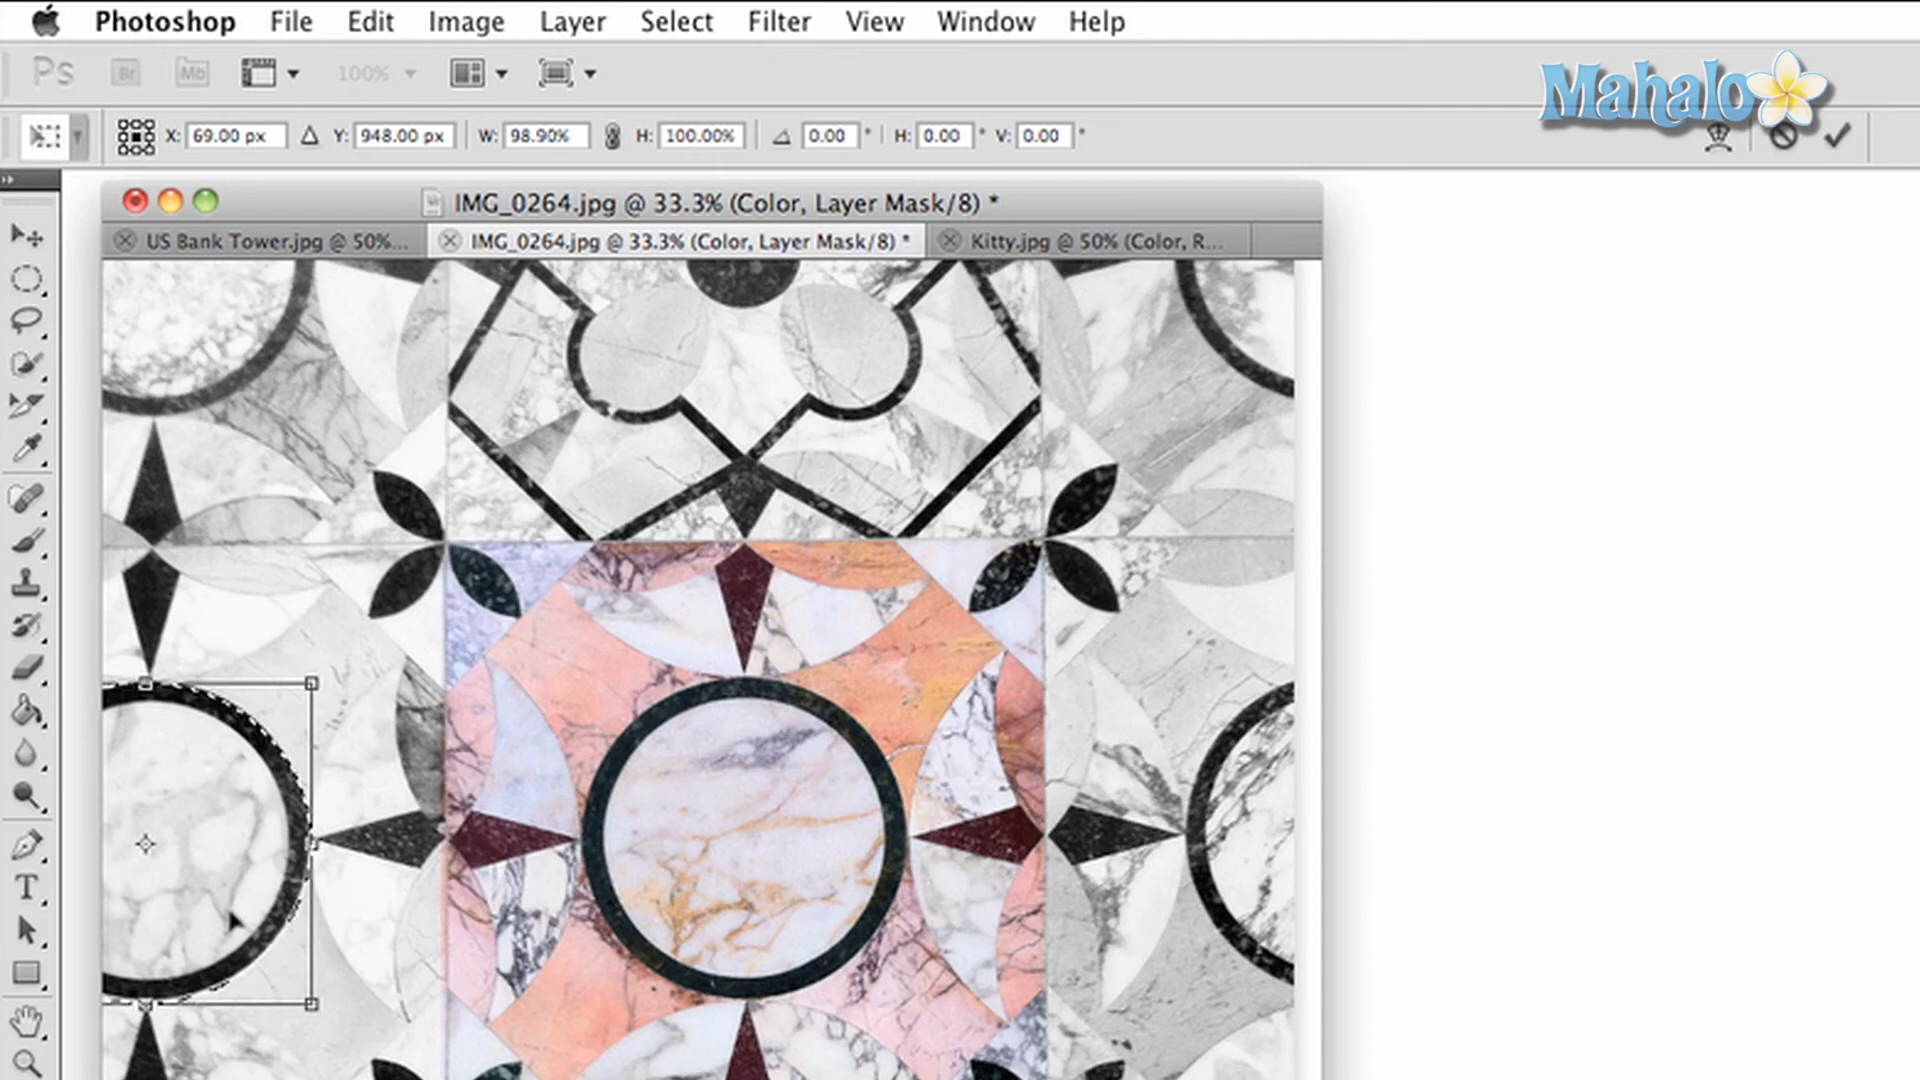 Photoshop File Edit Image Layer Select Filter View Window Help
Ps Br Mb 100%
Mahalo
X: 69.00 px Y: 948.00 px W: 98.90% H: 100.00% 0.00 ° H: 0.00 ° V: 0.00 °
IMG_0264.jpg @ 33.3% (Color, Layer Mask/8) *
US Bank Tower.jpg @ 50%... IMG_0264.jpg @ 33.3% (Color, Layer Mask/8) * Kitty.jpg @ 50% (Color, R...
T